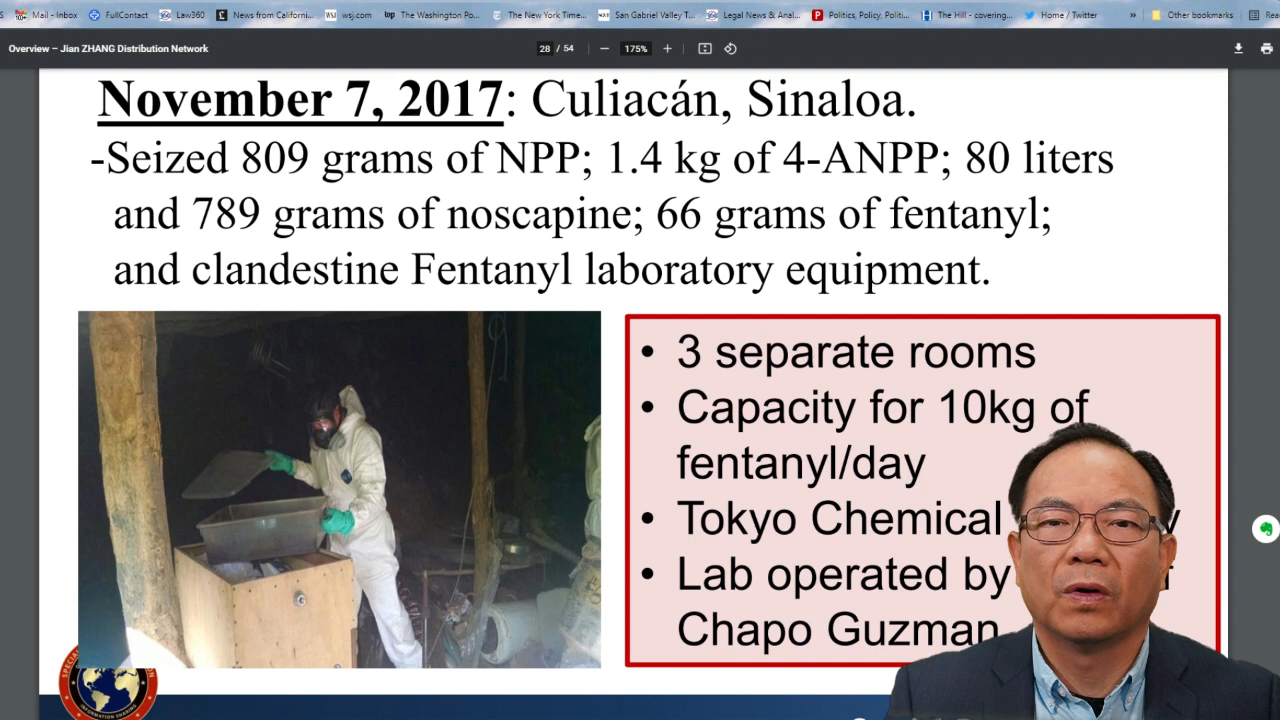 Mail - Inbox FullContact Law360 News from Californi... wsj.com The Washington Po... The New York Time... San Gabriel Valley T... Legal News & Anal... Politics, Policy, Politi... The Hill - covering... Home / Twitter » Other bookmarks Rea
Overview – Jian ZHANG Distribution Network 28 / 54 — 175% +
November 7, 2017: Culiacán, Sinaloa.
-Seized 809 grams of NPP; 1.4 kg of 4-ANPP; 80 liters
and 789 grams of noscapine; 66 grams of fentanyl;
and clandestine Fentanyl laboratory equipment.
• 3 separate rooms
• Capacity for 10kg of
fentanyl/day
• Tokyo Chemical
• Lab operated by
Chapo Guzman
INFORMATION SHARING